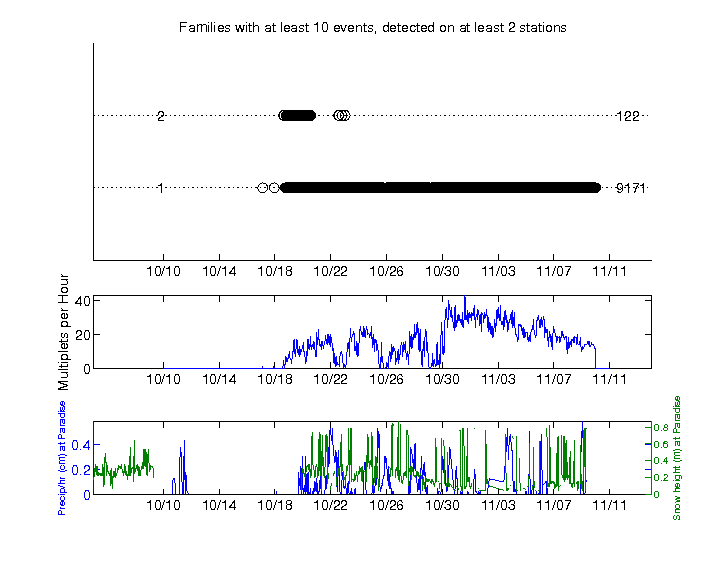 Families with at least 10 events, detected on at least 2 stations
2 122
1 9171
10/10 10/14 10/18 10/22 10/26 10/30 11/03 11/07 11/11
Multiplets per Hour
40
20
0
10/10 10/14 10/18 10/22 10/26 10/30 11/03 11/07 11/11
Precip/hr (cm) at Paradise
0.4
0.2
0
0.8
0.6
0.4
0.2
0
Snow height (m) at Paradise
10/10 10/14 10/18 10/22 10/26 10/30 11/03 11/07 11/11